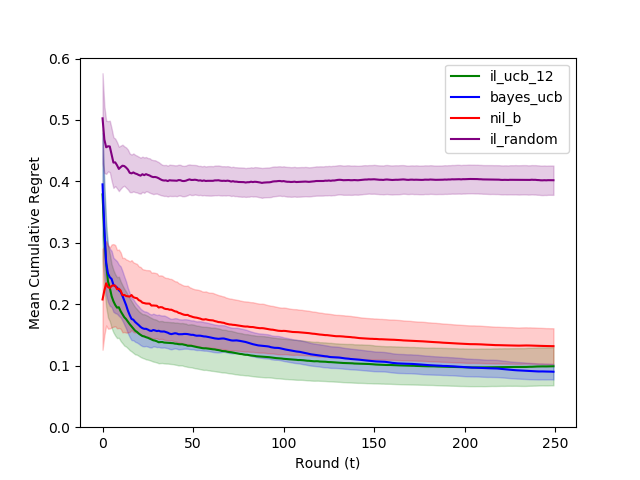 0.6
0.5
0.4
0.3
0.2
0.1
0.0
Mean Cumulative Regret
il_ucb_12
bayes_ucb
nil_b
il_random
0 50 100 150 200 250
Round (t)